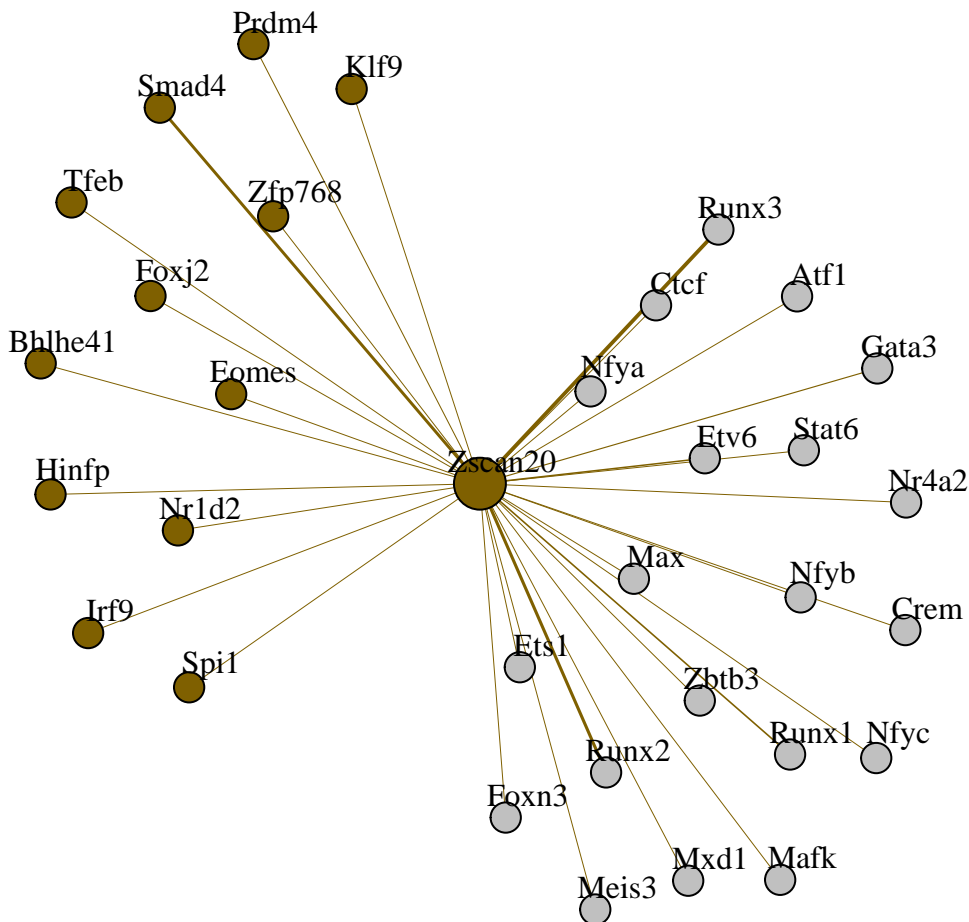 Prdm4
Klf9
Smad4
Tfeb
Zfp768
Runx3
Foxj2
Ctcf
Atf1
Bhlhe41
Nfya
Gata3
Eomes
Etv6
Stat6
Zscan20
Hinfp
Nr4a2
Nr1d2
Max
Nfyb
Irf9
Crem
Ets1
Spi1
Zbtb3
Runx2
Runx1
Nfyc
Foxn3
Meis3
Mxd1
Mafk